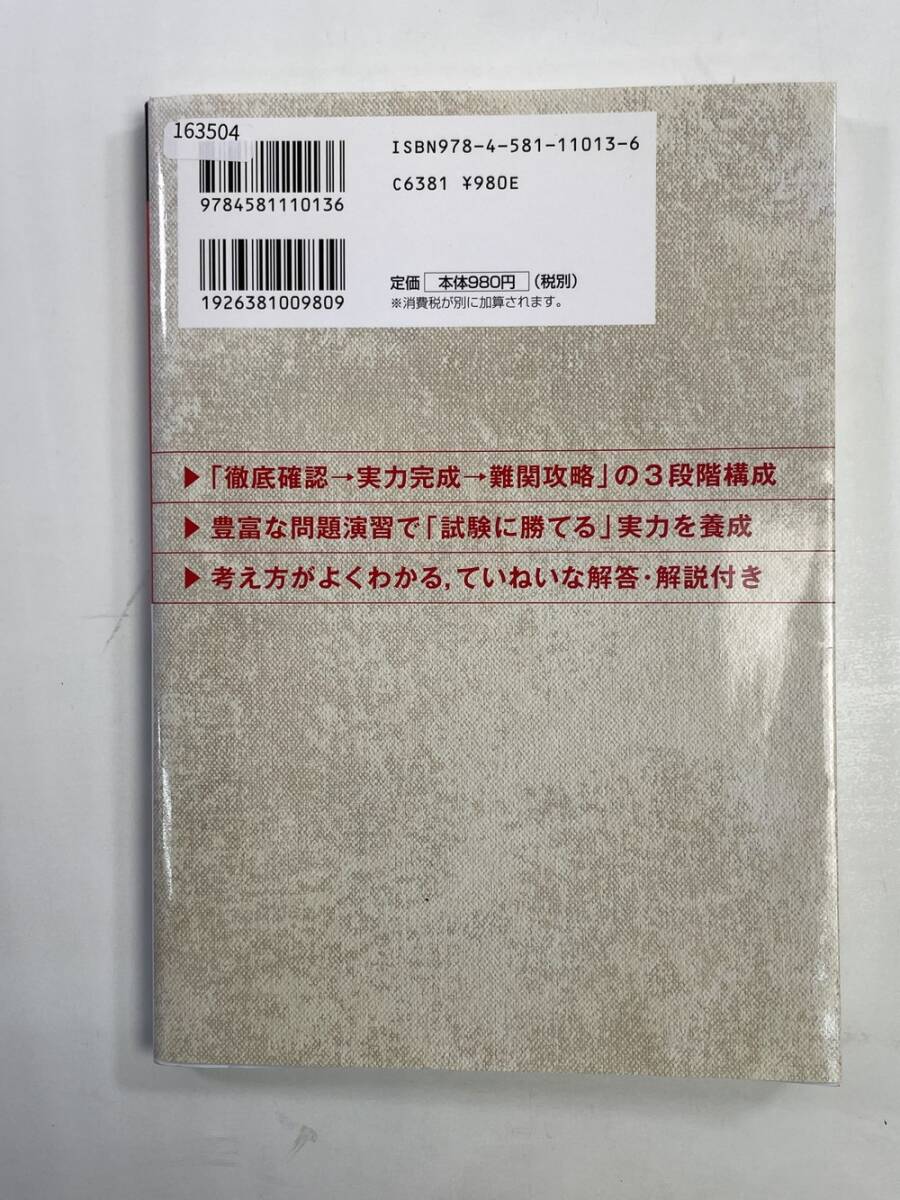 163504
ISBN978-4-581-11013-6
C6381 ¥980E
9784581110136
1926381009809
定価 本体980円 (税別)
※消費税が別に加算されます。
▶「徹底確認→実力完成→難関攻略」の3段階構成
▶豊富な問題演習で「試験に勝てる」実力を養成
▶考え方がよくわかる,ていねいな解答・解説付き